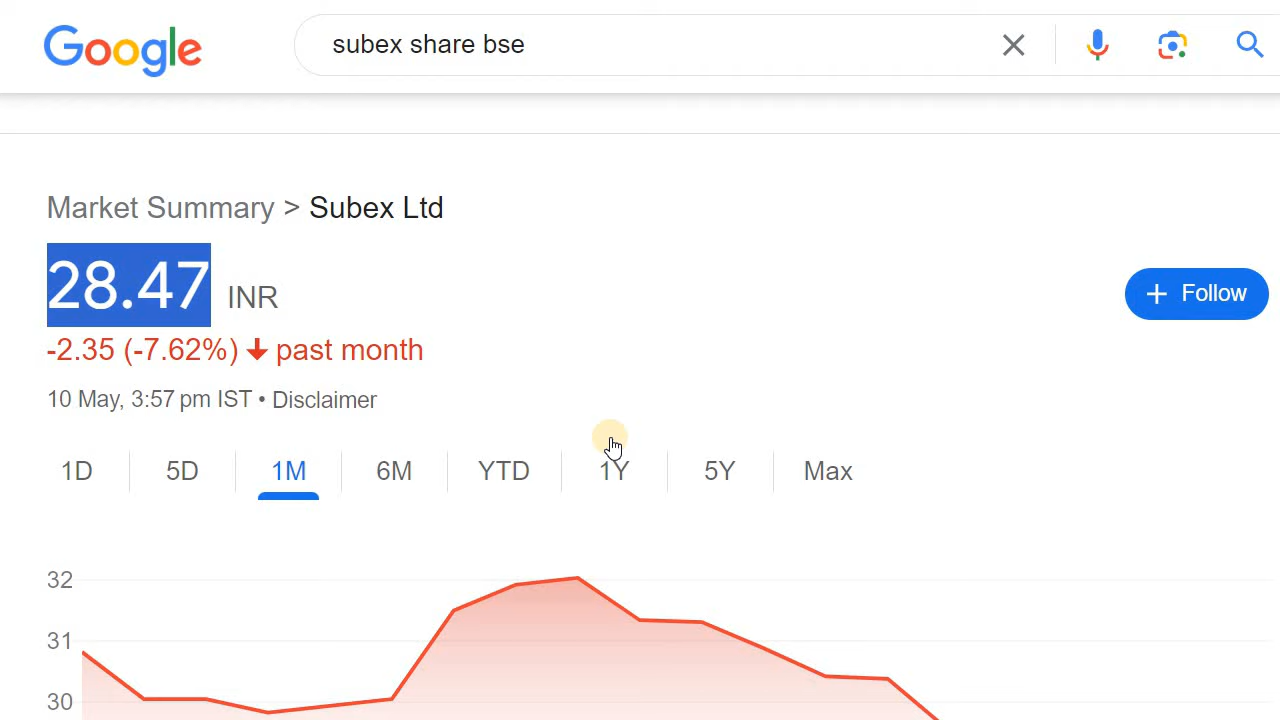 Google
subex share bse
Market Summary > Subex Ltd
28.47 INR
+ Follow
-2.35 (-7.62%) ↓ past month
10 May, 3:57 pm IST • Disclaimer
1D 5D 1M 6M YTD 1Y 5Y Max
32
31
30